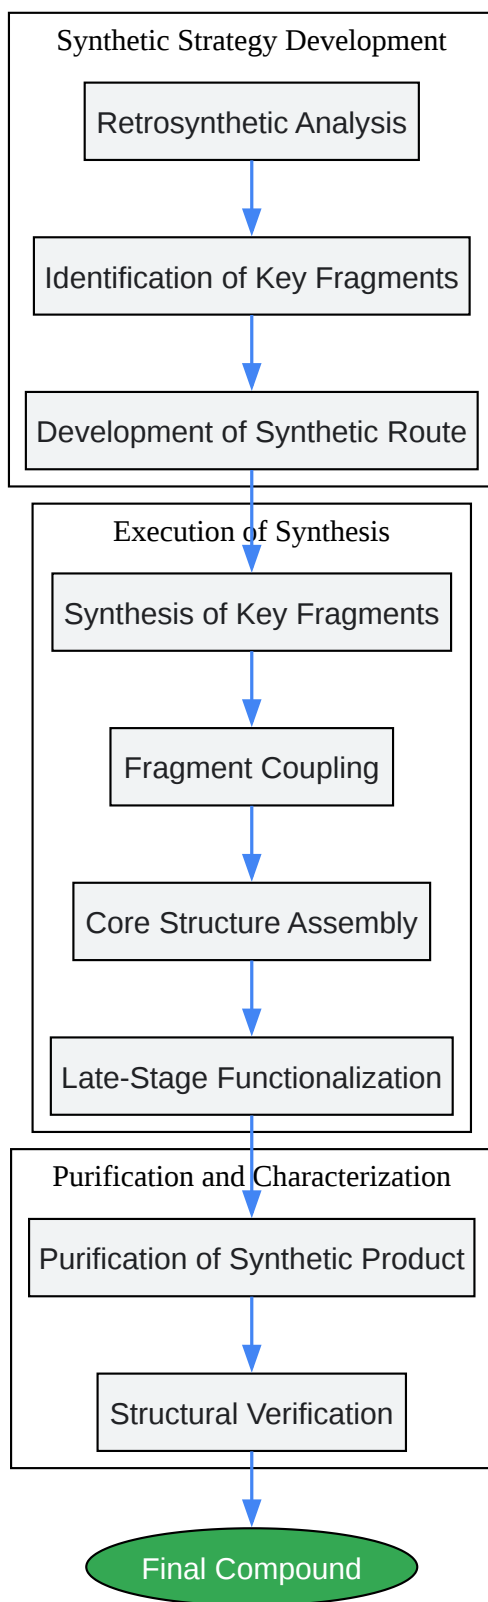 Synthetic Strategy Development
Retrosynthetic Analysis
Identification of Key Fragments
Development of Synthetic Route
Execution of Synthesis
Synthesis of Key Fragments
Fragment Coupling
Core Structure Assembly
Late-Stage Functionalization
Purification and Characterization
Purification of Synthetic Product
Structural Verification
Final Compound